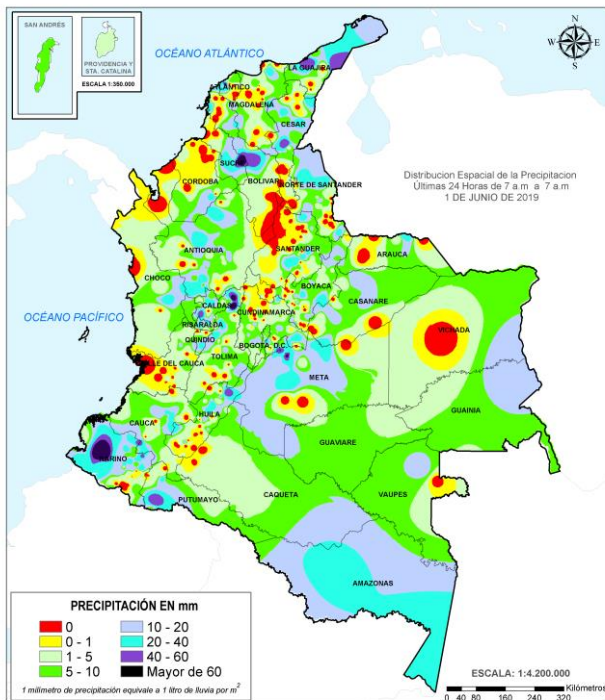 SAN ANDRÉS
PROVIDENCIA Y
STA. CATALINA
ESCALA 1:350.000
OCÉANO ATLÁNTICO
N
W E
S
LA GUAJIRA
ATLÁNTICO
MAGDALENA
CESAR
SUCRE
CORDOBA
BOLIVAR
NORTE DE SANTANDER
Distribucion Espacial de la Precipitacion
Últimas 24 Horas de 7 a.m a 7 a.m
1 DE JUNIO DE 2019
ANTIOQUIA
SANTANDER
ARAUCA
CHOCO
BOYACA
CASANARE
OCÉANO PACÍFICO
CALDAS
CUNDINAMARCA
VICHADA
RISARALDA
QUINDIO
BOGOTÁ, D.C.
TOLIMA
VALLE DEL CAUCA
META
GUAINIA
HUILA
CAUCA
GUAVIARE
NARIÑO
PUTUMAYO
CAQUETA
VAUPES
AMAZONAS
PRECIPITACIÓN EN mm
0 10 - 20
0 - 1 20 - 40
1 - 5 40 - 60
5 - 10 Mayor de 60
1 milimetro de precipitación equivale a 1 litro de lluvia por m²
ESCALA: 1:4.200.000
Kilómetros
0 40 80 160 240 320